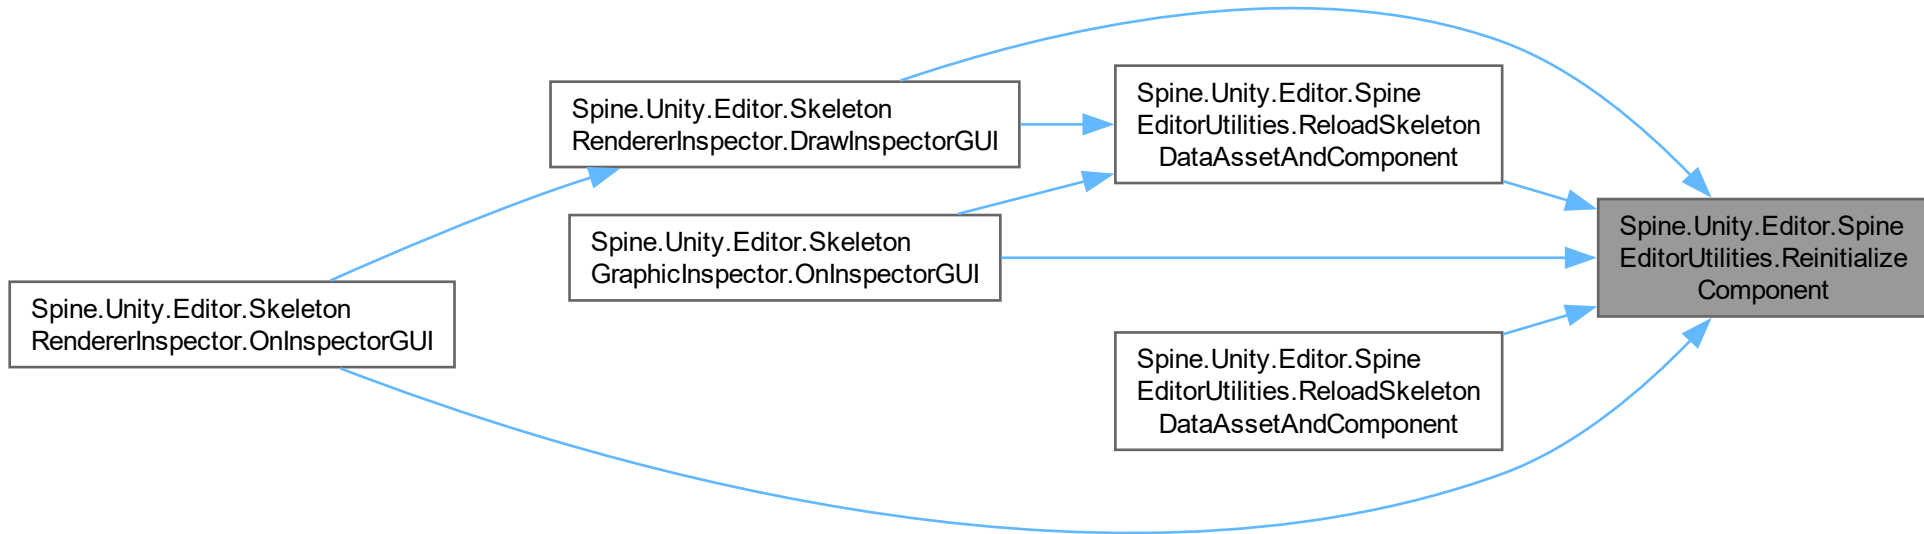 Spine.Unity.Editor.Skeleton
RendererInspector.OnInspectorGUI
Spine.Unity.Editor.Skeleton
RendererInspector.DrawInspectorGUI
Spine.Unity.Editor.Skeleton
GraphicInspector.OnInspectorGUI
Spine.Unity.Editor.Spine
EditorUtilities.ReloadSkeleton
DataAssetAndComponent
Spine.Unity.Editor.Spine
EditorUtilities.ReloadSkeleton
DataAssetAndComponent
Spine.Unity.Editor.Spine
EditorUtilities.Reinitialize
Component